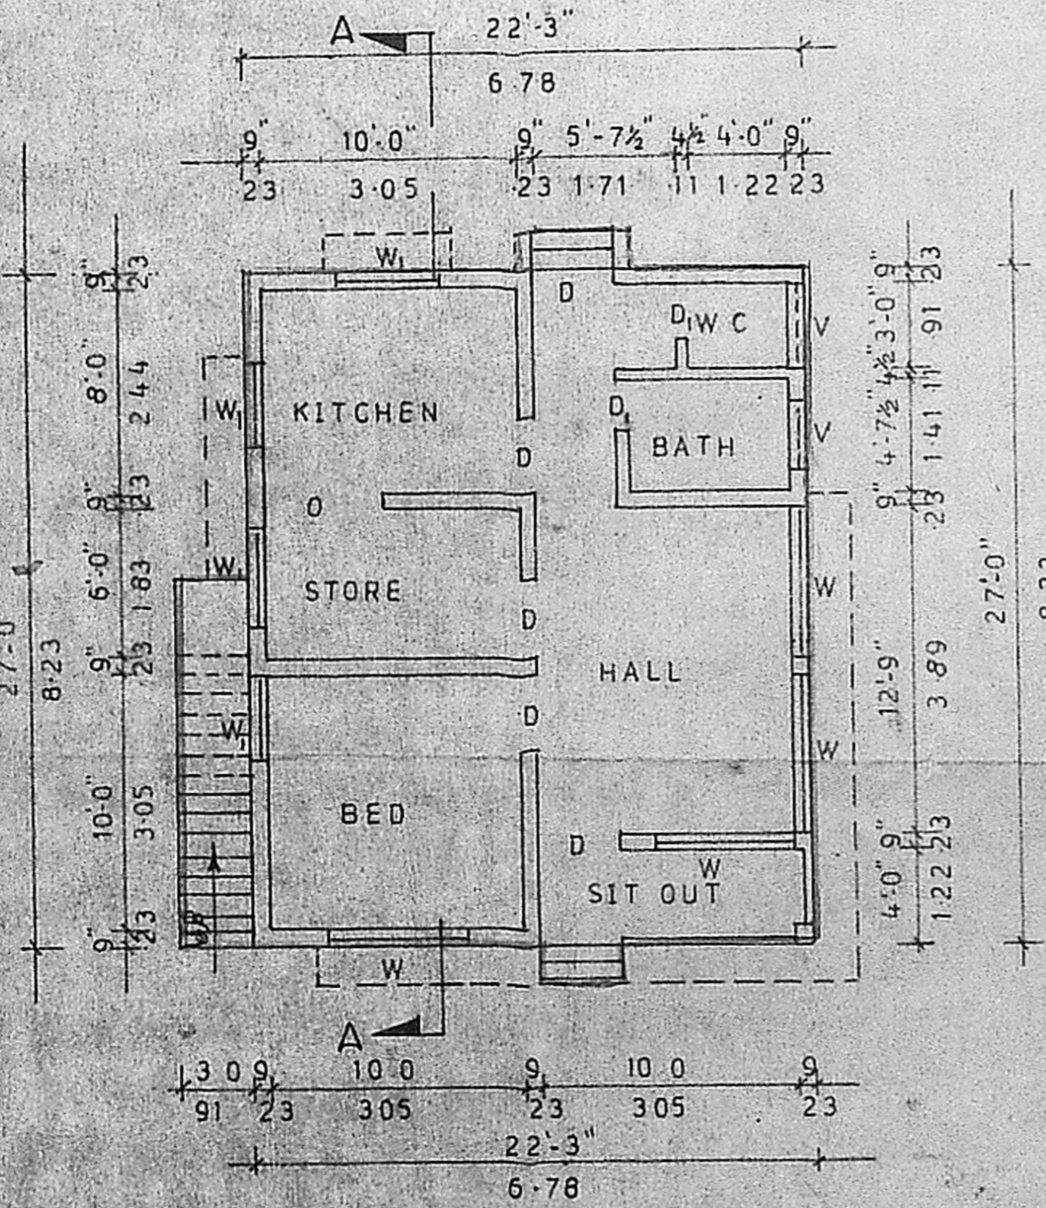 A
22'-3"
6·78
9" 10'-0" 9" 5'-7½" 4½" 4'-0" 9"
23 3·05 ·23 1·71 ·11 1·22 23
W₁
D
D₁ W C
V
KITCHEN
W₁
D₁
BATH
V
D
O
W₁
STORE
D
W
HALL
D
W₁
W
BED
D
W
SIT OUT
UP
W
A
9" 8'-0" 9" 6'-0" 9" 10'-0" 9"
23 2 44 23 1·83 23 3·05 23
8·23
9" 3'-0" 4½" 4'-7½" 9" 12'-9" 9" 4'-0"
23 91 11 1·41 23 3 89 23 1·22
27'-0"
3 0 9 10 0 9 10 0 9
91 23 305 23 305 23
22'-3"
6·78